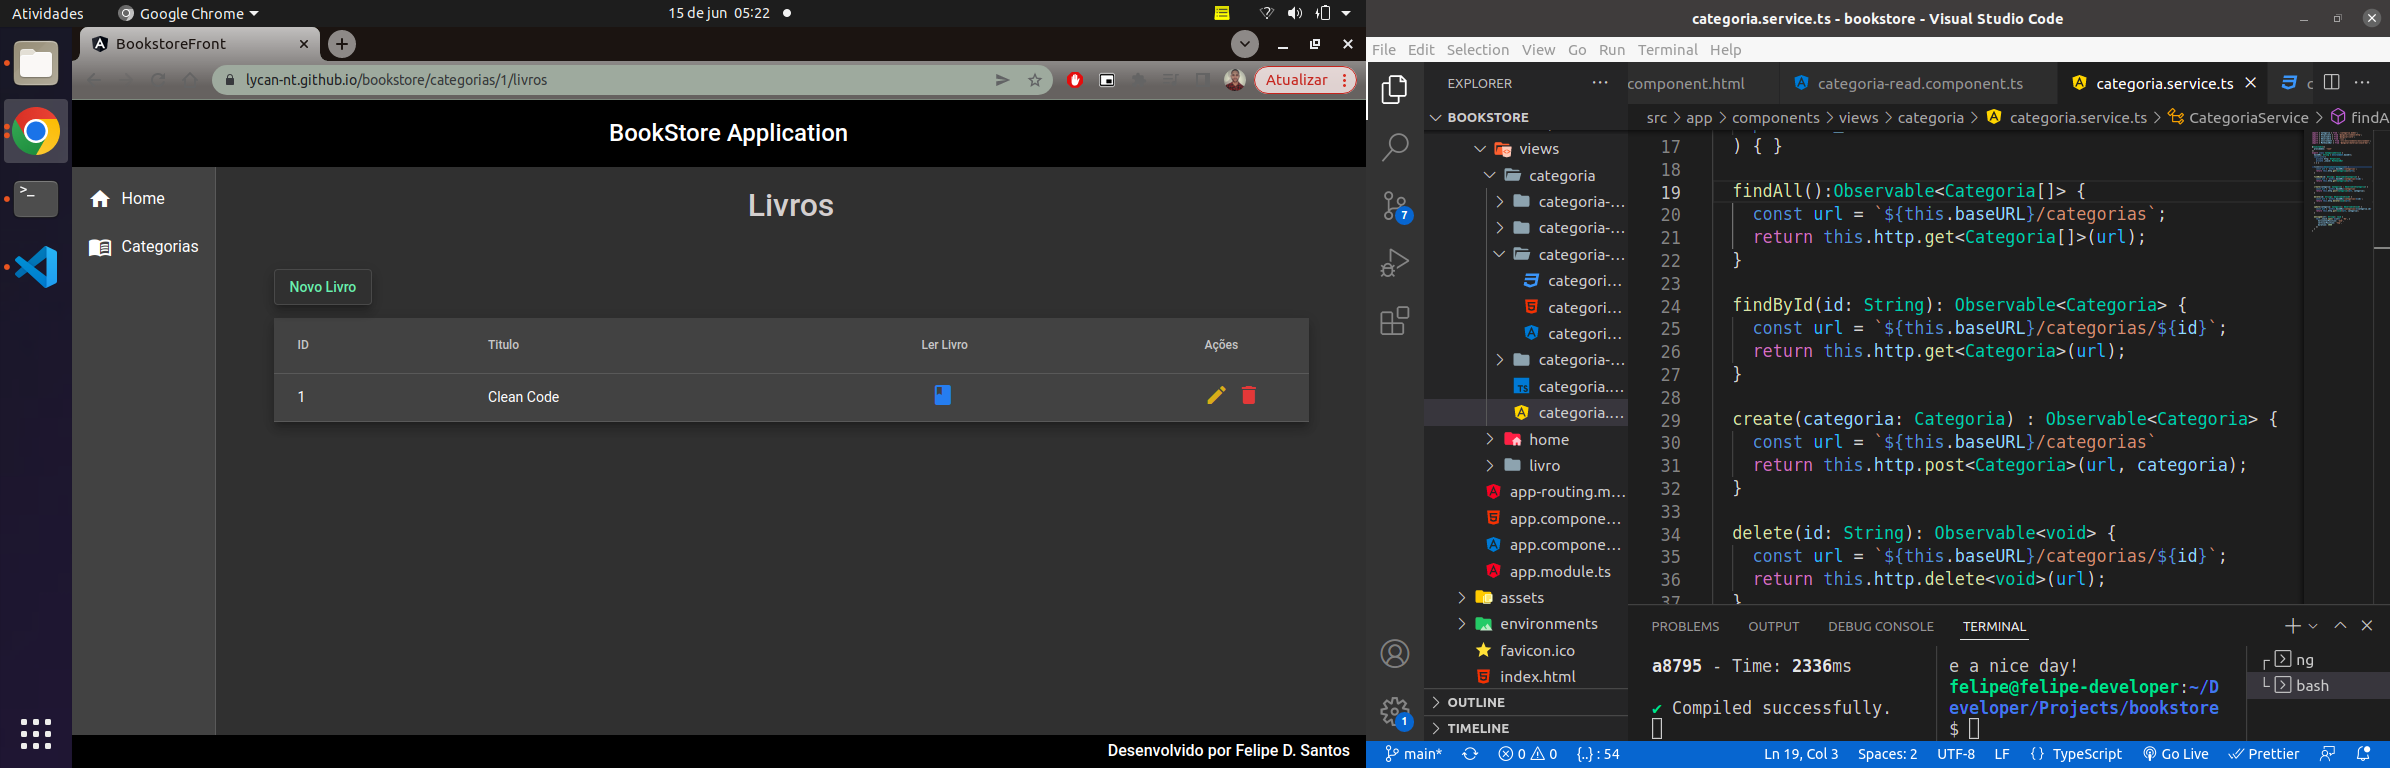 Atividades
Google Chrome
15 de jun 05:22
BookstoreFront
lycan-nt.github.io/bookstore/categorias/1/livros
Atualizar
BookStore Application
Home
Categorias
Livros
Novo Livro
ID Titulo Ler Livro Ações
1 Clean Code
Desenvolvido por Felipe D. Santos
categoria.service.ts - bookstore - Visual Studio Code
File Edit Selection View Go Run Terminal Help
EXPLORER
component.html categoria-read.component.ts categoria.service.ts c
BOOKSTORE
src > app > components > views > categoria > categoria.service.ts > CategoriaService > findA
views
categoria
categoria-...
categoria-...
categoria-...
categori...
categori...
categori...
categoria-...
categoria....
categoria....
home
livro
app-routing.m...
app.compone...
app.compone...
app.module.ts
assets
environments
favicon.ico
index.html
OUTLINE
TIMELINE
7
1
17 ) { }
18
19 findAll():Observable<Categoria[]> {
20 const url = `${this.baseURL}/categorias`;
21 return this.http.get<Categoria[]>(url);
22 }
23
24 findById(id: String): Observable<Categoria> {
25 const url = `${this.baseURL}/categorias/${id}`;
26 return this.http.get<Categoria>(url);
27 }
28
29 create(categoria: Categoria) : Observable<Categoria> {
30 const url = `${this.baseURL}/categorias`
31 return this.http.post<Categoria>(url, categoria);
32 }
33
34 delete(id: String): Observable<void> {
35 const url = `${this.baseURL}/categorias/${id}`;
36 return this.http.delete<void>(url);
37 }
PROBLEMS OUTPUT DEBUG CONSOLE TERMINAL
a8795 - Time: 2336ms
✔ Compiled successfully.
e a nice day!
felipe@felipe-developer:~/D
eveloper/Projects/bookstore
$
ng
bash
main* 0 0 {..} : 54 Ln 19, Col 3 Spaces: 2 UTF-8 LF {} TypeScript Go Live Prettier